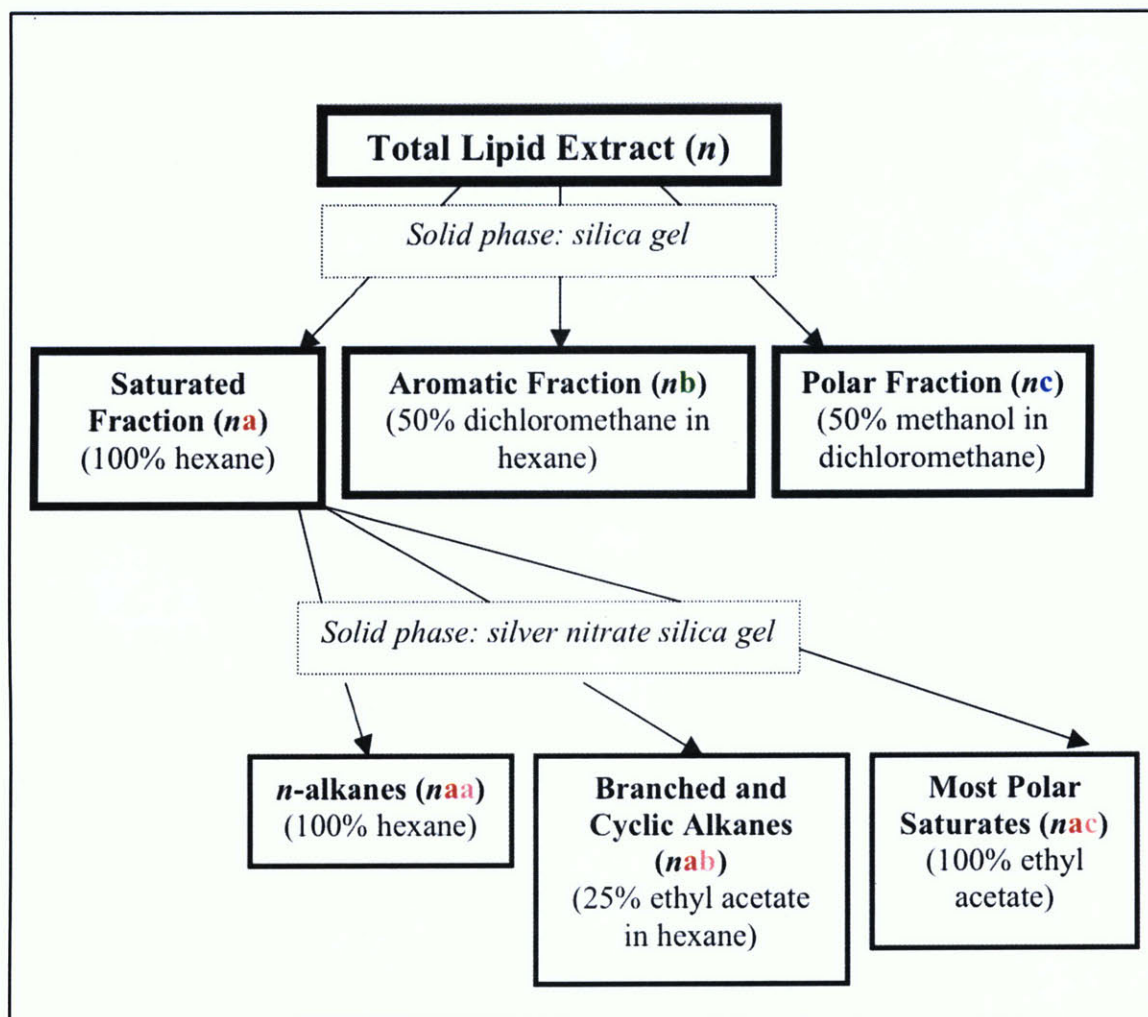 Total Lipid Extract (n)
Solid phase: silica gel
Saturated
Fraction (na)
(100% hexane)
Aromatic Fraction (nb)
(50% dichloromethane in
hexane)
Polar Fraction (nc)
(50% methanol in
dichloromethane)
Solid phase: silver nitrate silica gel
n-alkanes (naa)
(100% hexane)
Branched and
Cyclic Alkanes
(nab)
(25% ethyl acetate
in hexane)
Most Polar
Saturates (nac)
(100% ethyl
acetate)